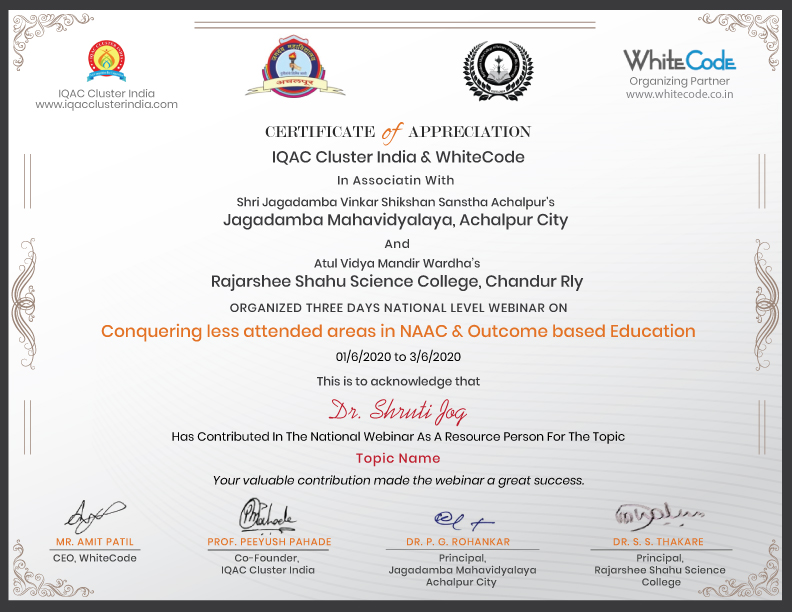 IQAC Cluster India
www.iqacclusterindia.com
अचलपूर
WhiteCode
Organizing Partner
www.whitecode.co.in
CERTIFICATE of APPRECIATION
IQAC Cluster India & WhiteCode
In Associatin With
Shri Jagadamba Vinkar Shikshan Sanstha Achalpur's
Jagadamba Mahavidyalaya, Achalpur City
And
Atul Vidya Mandir Wardha's
Rajarshee Shahu Science College, Chandur Rly
ORGANIZED THREE DAYS NATIONAL LEVEL WEBINAR ON
Conquering less attended areas in NAAC & Outcome based Education
01/6/2020 to 3/6/2020
This is to acknowledge that
Dr. Shruti Jog
Has Contributed In The National Webinar As A Resource Person For The Topic
Topic Name
Your valuable contribution made the webinar a great success.
MR. AMIT PATIL
CEO, WhiteCode
PROF. PEEYUSH PAHADE
Co-Founder,
IQAC Cluster India
DR. P. G. ROHANKAR
Principal,
Jagadamba Mahavidyalaya
Achalpur City
DR. S. S. THAKARE
Principal,
Rajarshee Shahu Science
College